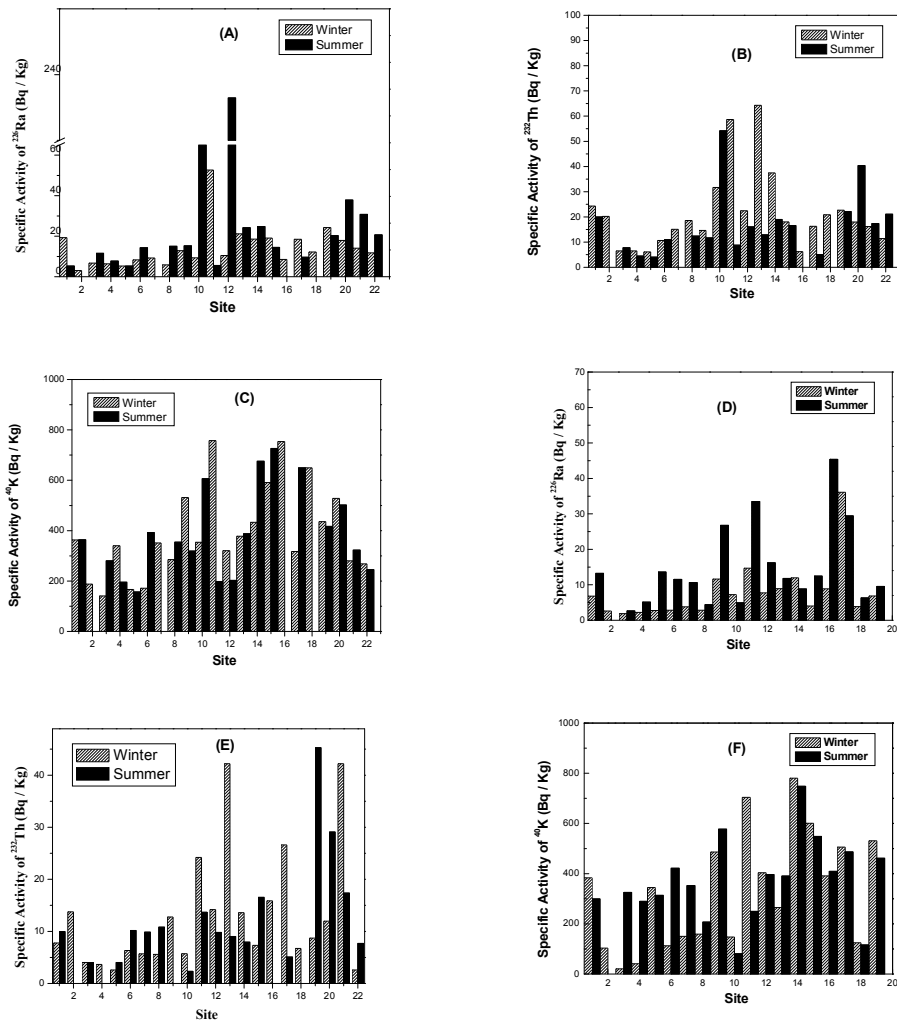 (A)
Winter
Summer
Specific Activity of ²²⁶Ra (Bq / Kg)
240
60
40
20
0
2 4 6 8 10 12 14 16 18 20 22
Site
(B)
Winter
Summer
Specific Activity of ²³²Th (Bq / Kg)
100
90
80
70
60
50
40
30
20
10
0
2 4 6 8 10 12 14 16 18 20 22
Site
(C)
Winter
Summer
Specific Activity of ⁴⁰K (Bq / Kg)
1000
800
600
400
200
0
2 4 6 8 10 12 14 16 18 20 22
Site
(D)
Winter
Summer
Specific Activity of ²²⁶Ra (Bq / Kg)
70
60
50
40
30
20
10
0
2 4 6 8 10 12 14 16 18 20
Site
(E)
Winter
Summer
Specific Activity of ²³²Th (Bq / Kg)
40
30
20
10
0
2 4 6 8 10 12 14 16 18 20 22
Site
(F)
Winter
Summer
Specific Activity of ⁴⁰K (Bq / Kg)
1000
800
600
400
200
0
2 4 6 8 10 12 14 16 18 20
Site